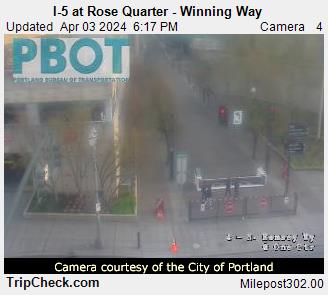 I-5 at Rose Quarter - Winning Way
Updated Apr 03 2024 6:17 PM Camera 4
PBOT
PORTLAND BUREAU OF TRANSPORTATION
Camera courtesy of the City of Portland
TripCheck.com Milepost302.00